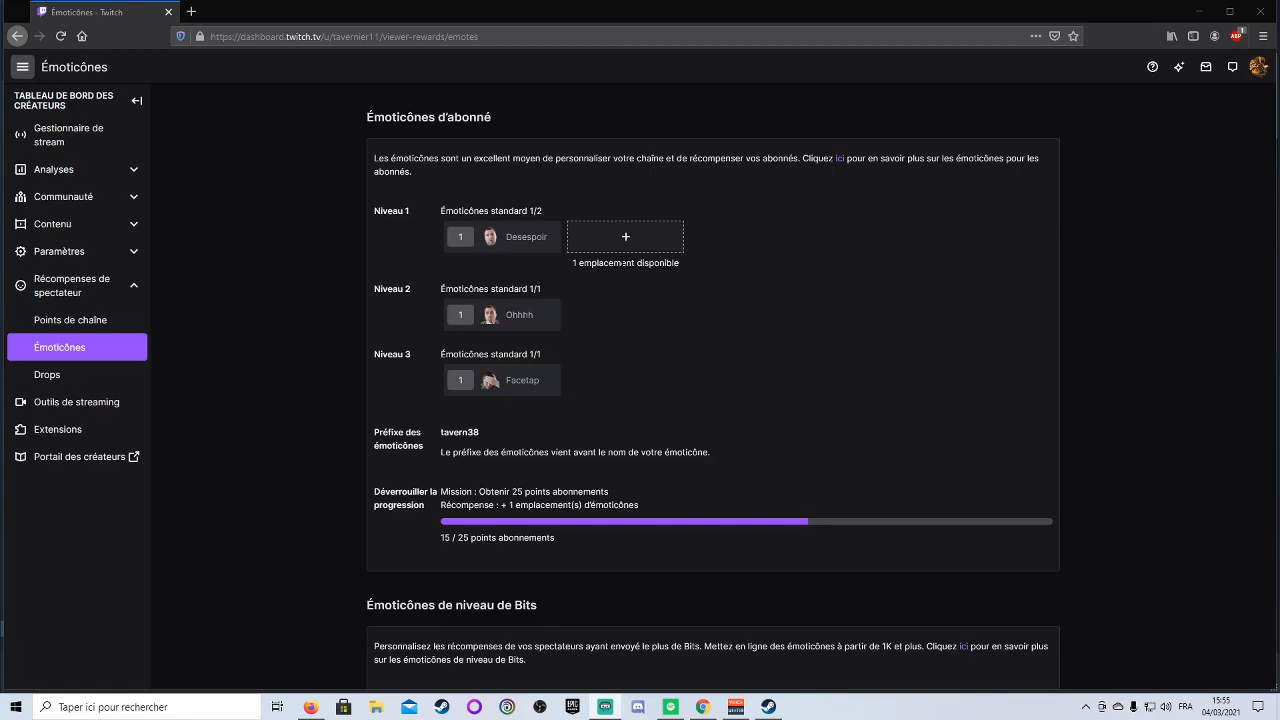 Émoticônes - Twitch
https://dashboard.twitch.tv/u/tavernier11/viewer-rewards/emotes
ABP
1
Émoticônes
TABLEAU DE BORD DES
CRÉATEURS
Gestionnaire de
stream
Analyses
Communauté
Contenu
Paramètres
Récompenses de
spectateur
Points de chaîne
Émoticônes
Drops
Outils de streaming
Extensions
Portail des créateurs
Émoticônes d'abonné
Les émoticônes sont un excellent moyen de personnaliser votre chaîne et de récompenser vos abonnés. Cliquez ici pour en savoir plus sur les émoticônes pour les
abonnés.
Niveau 1 Émoticônes standard 1/2
1 Desespoir +
1 emplacement disponible
Niveau 2 Émoticônes standard 1/1
1 Ohhhh
Niveau 3 Émoticônes standard 1/1
1 Facetap
Préfixe des tavern38
émoticônes
Le préfixe des émoticônes vient avant le nom de votre émoticône.
Déverrouiller la Mission : Obtenir 25 points abonnements
progression Récompense : + 1 emplacement(s) d'émoticônes
15 / 25 points abonnements
Émoticônes de niveau de Bits
Personnalisez les récompenses de vos spectateurs ayant envoyé le plus de Bits. Mettez en ligne des émoticônes à partir de 1K et plus. Cliquez ici pour en savoir plus
sur les émoticônes de niveau de Bits.
Taper ici pour rechercher
EPIC
FRA
15:55
04/03/2021